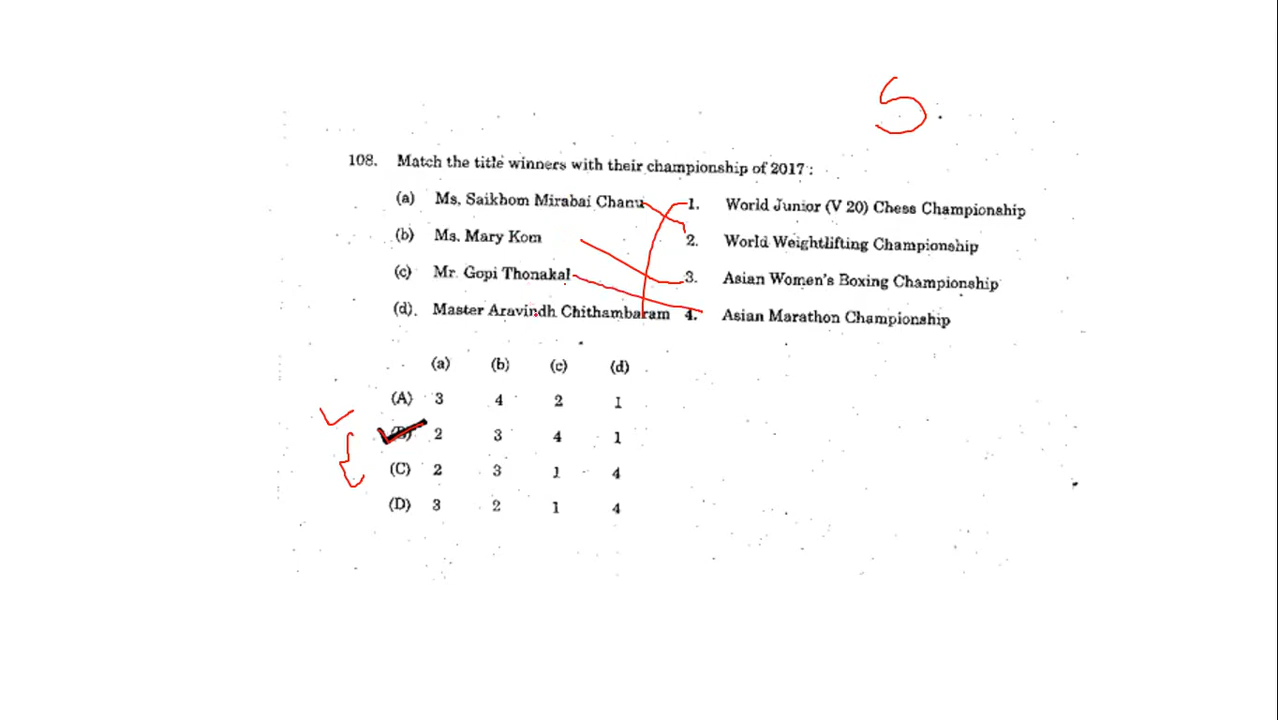 5
108. Match the title winners with their championship of 2017 :
(a) Ms. Saikhom Mirabai Chanu 1. World Junior (V 20) Chess Championship
(b) Ms. Mary Kom 2. World Weightlifting Championship
(c) Mr. Gopi Thonakal 3. Asian Women's Boxing Championship
(d). Master Aravindh Chithambaram 4. Asian Marathon Championship
(a) (b) (c) (d)
(A) 3 4 2 1
(B) 2 3 4 1
(C) 2 3 1 4
(D) 3 2 1 4